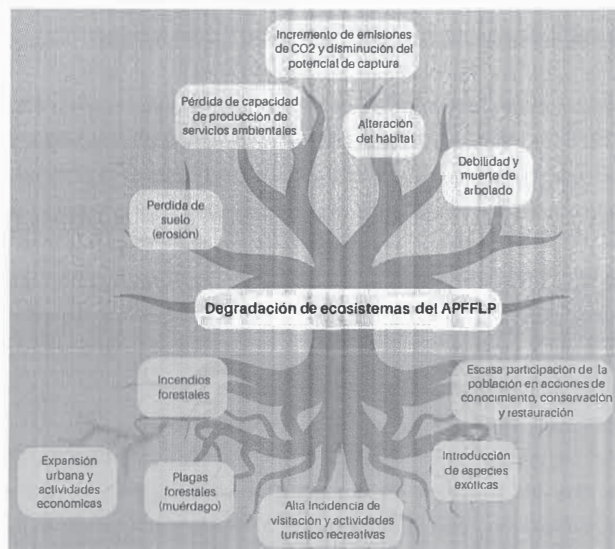 Incremento de emisiones
de CO2 y disminución del
potencial de captura
Pérdida de capacidad
de producción de
servicios ambientales
Alteración
del hábitat
Debilidad y
muerte de
arbolado
Perdida de
suelo
(erosión)
Degradación de ecosistemas del APFFLP
Incendios
forestales
Escasa participación de la
población en acciones de
conocimiento, conservación
y restauración
Expansión
urbana y
actividades
económicas
Plagas
forestales
(muérdago)
Alta Incidencia de
visitación y actividades
turístico recreativas
Introducción
de especies
exóticas